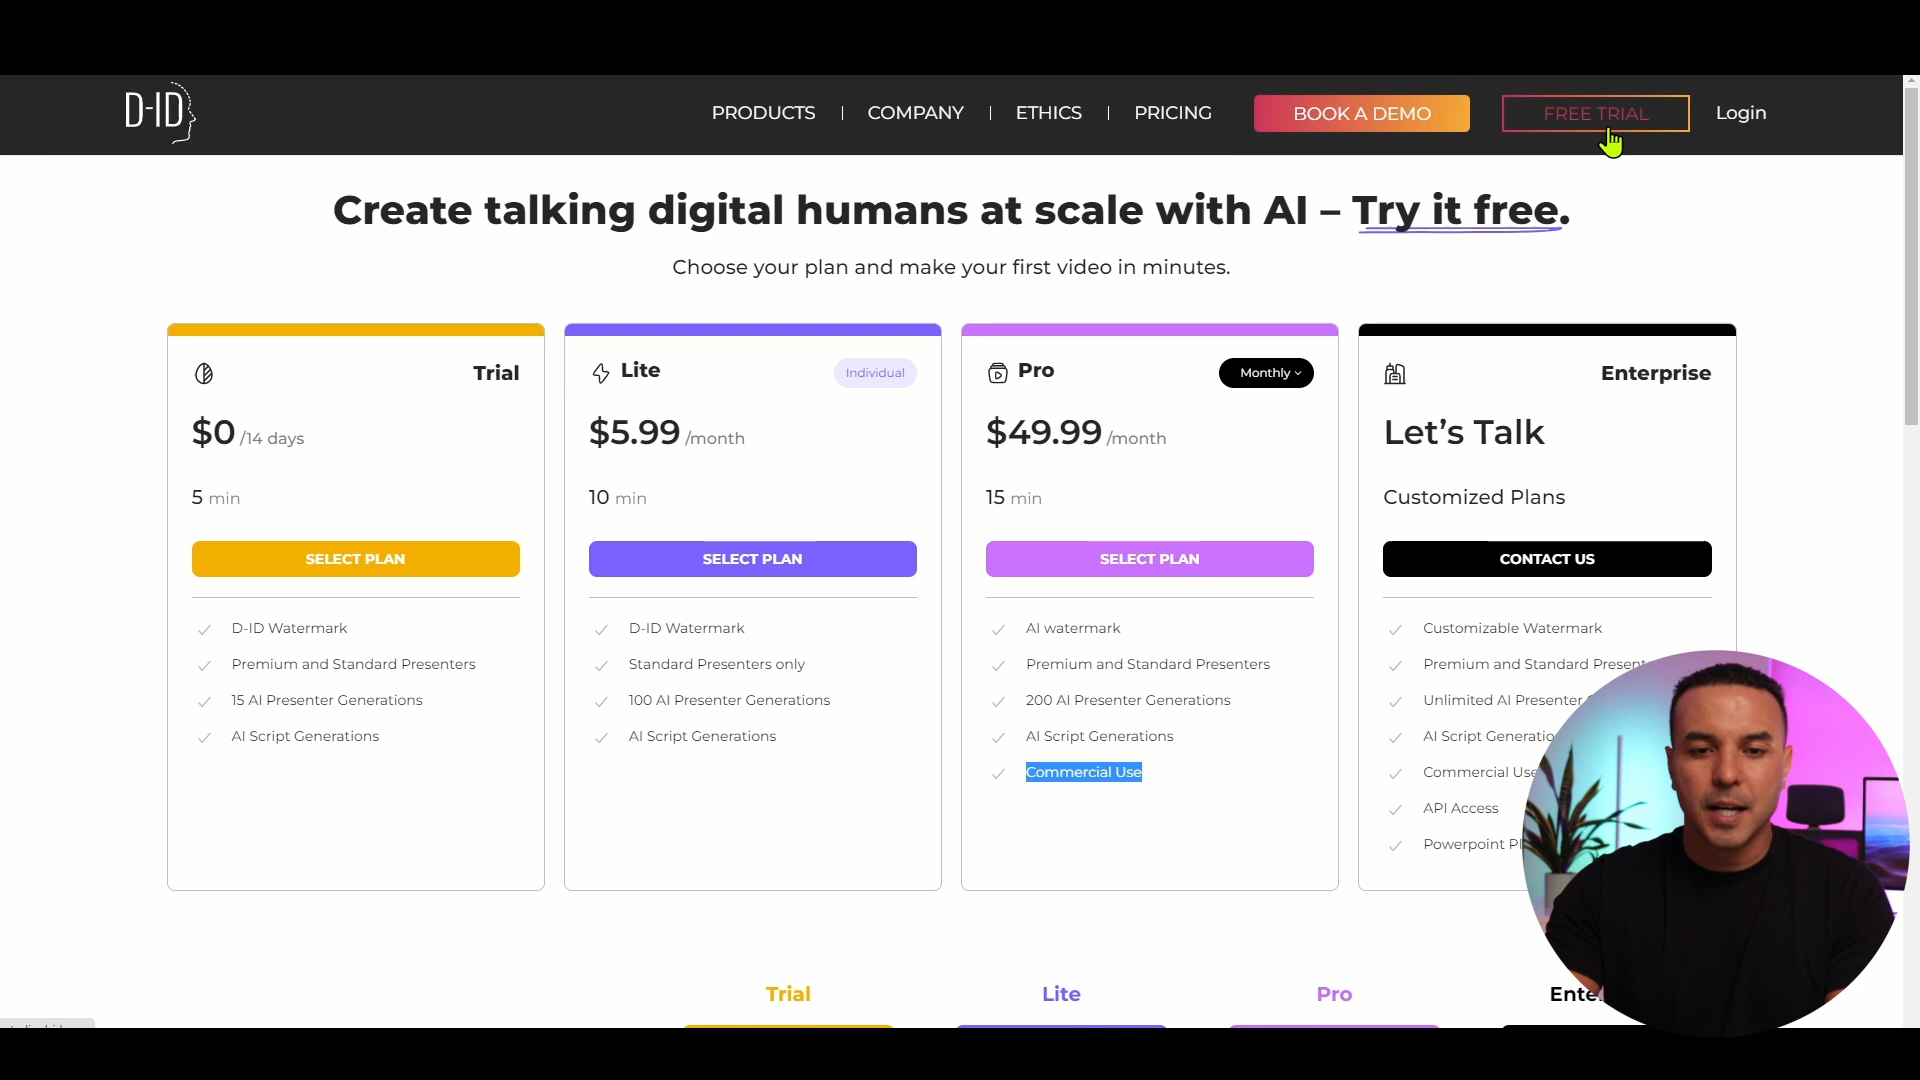 D-ID
PRODUCTS | COMPANY | ETHICS | PRICING
BOOK A DEMO
FREE TRIAL
Login
Create talking digital humans at scale with AI – Try it free.
Choose your plan and make your first video in minutes.
Trial
$0 /14 days
5 min
SELECT PLAN
D-ID Watermark
Premium and Standard Presenters
15 AI Presenter Generations
AI Script Generations
Lite
Individual
$5.99 /month
10 min
SELECT PLAN
D-ID Watermark
Standard Presenters only
100 AI Presenter Generations
AI Script Generations
Pro
Monthly
$49.99 /month
15 min
SELECT PLAN
AI watermark
Premium and Standard Presenters
200 AI Presenter Generations
AI Script Generations
Commercial Use
Enterprise
Let's Talk
Customized Plans
CONTACT US
Customizable Watermark
Premium and Standard
Unlimited AI Presenter
AI Script
Commercial Use
API Access
Powerpoint
Trial
Lite
Pro